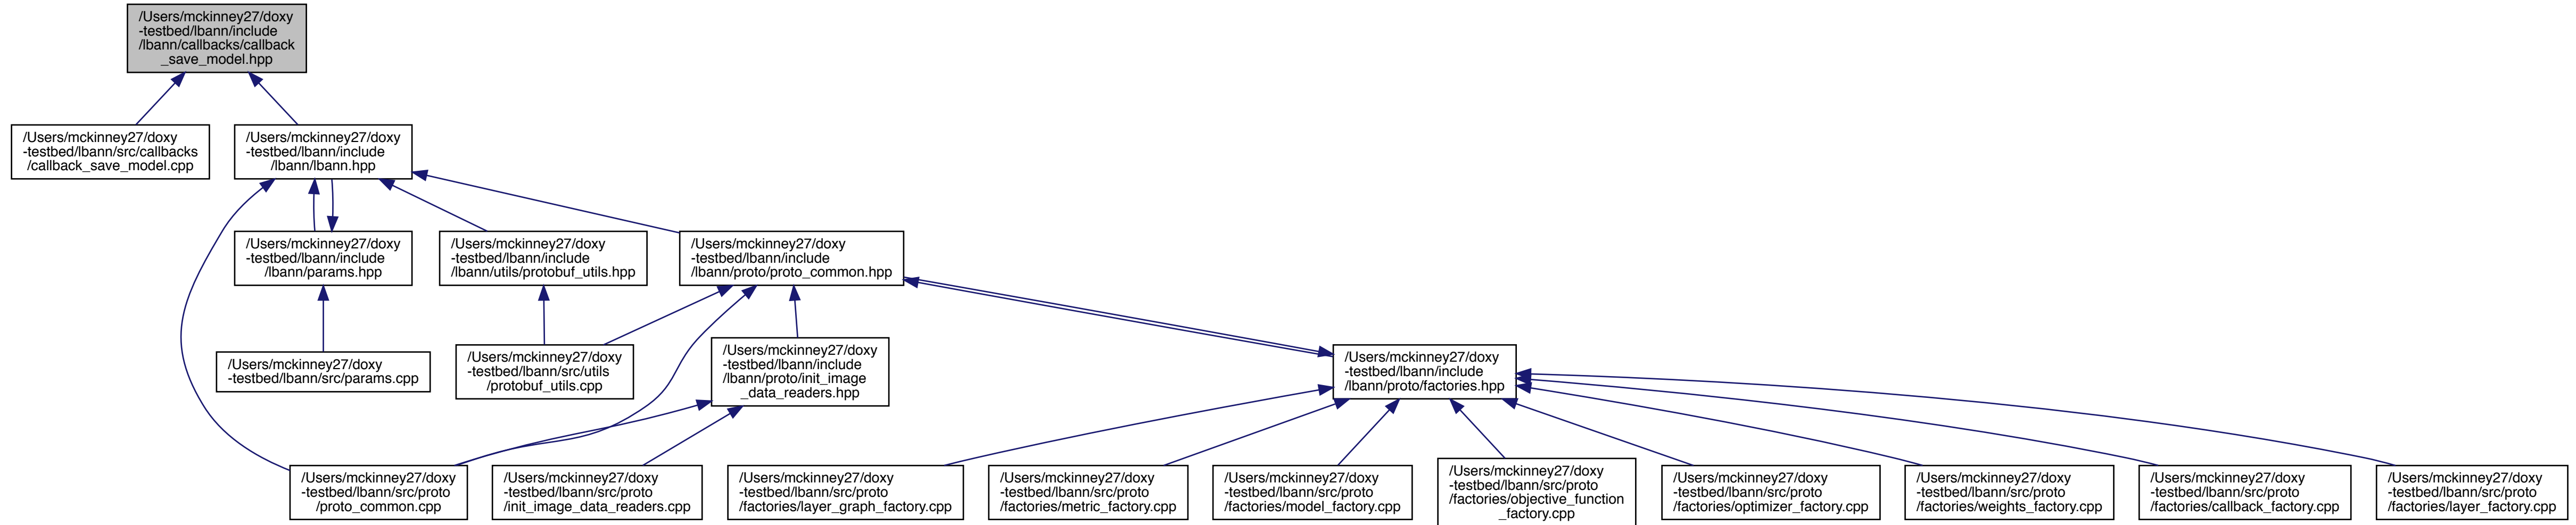 /Users/mckinney27/doxy
-testbed/lbann/include
/lbann/callbacks/callback
_save_model.hpp
/Users/mckinney27/doxy
-testbed/lbann/src/callbacks
/callback_save_model.cpp
/Users/mckinney27/doxy
-testbed/lbann/include
/lbann/lbann.hpp
/Users/mckinney27/doxy
-testbed/lbann/include
/lbann/params.hpp
/Users/mckinney27/doxy
-testbed/lbann/include
/lbann/utils/protobuf_utils.hpp
/Users/mckinney27/doxy
-testbed/lbann/include
/lbann/proto/proto_common.hpp
/Users/mckinney27/doxy
-testbed/lbann/src/params.cpp
/Users/mckinney27/doxy
-testbed/lbann/src/utils
/protobuf_utils.cpp
/Users/mckinney27/doxy
-testbed/lbann/include
/lbann/proto/init_image
_data_readers.hpp
/Users/mckinney27/doxy
-testbed/lbann/include
/lbann/proto/factories.hpp
/Users/mckinney27/doxy
-testbed/lbann/src/proto
/proto_common.cpp
/Users/mckinney27/doxy
-testbed/lbann/src/proto
/init_image_data_readers.cpp
/Users/mckinney27/doxy
-testbed/lbann/src/proto
/factories/layer_graph_factory.cpp
/Users/mckinney27/doxy
-testbed/lbann/src/proto
/factories/metric_factory.cpp
/Users/mckinney27/doxy
-testbed/lbann/src/proto
/factories/model_factory.cpp
/Users/mckinney27/doxy
-testbed/lbann/src/proto
/factories/objective_function
_factory.cpp
/Users/mckinney27/doxy
-testbed/lbann/src/proto
/factories/optimizer_factory.cpp
/Users/mckinney27/doxy
-testbed/lbann/src/proto
/factories/weights_factory.cpp
/Users/mckinney27/doxy
-testbed/lbann/src/proto
/factories/callback_factory.cpp
/Users/mckinney27/doxy
-testbed/lbann/src/proto
/factories/layer_factory.cpp